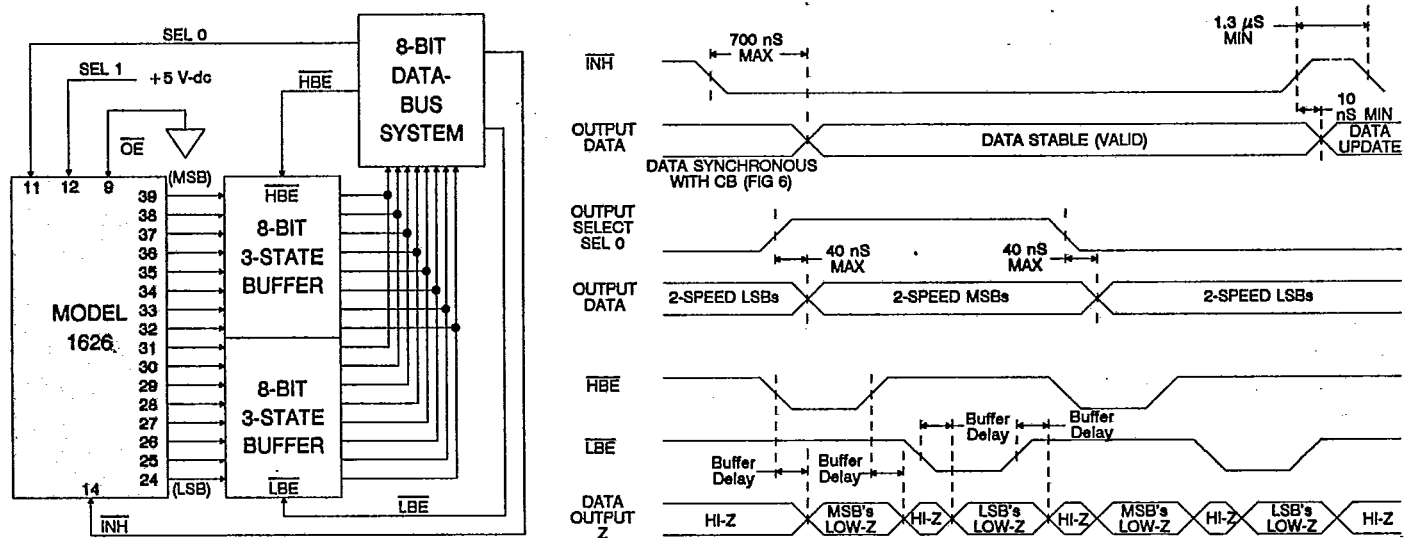 SEL 0
SEL 1
+5 V-dc
HBE
OE
8-BIT
DATA-
BUS
SYSTEM
11
12
9
(MSB)
39
38
37
36
35
34
33
32
31
30
29
28
27
26
25
24
(LSB)
MODEL
1626
14
INH
HBE
8-BIT
3-STATE
BUFFER
8-BIT
3-STATE
BUFFER
LBE
LBE
INH
700 nS
MAX
1.3 µS
MIN
10
nS MIN
OUTPUT
DATA
DATA STABLE (VALID)
DATA
UPDATE
DATA SYNCHRONOUS
WITH CB (FIG 6)
OUTPUT
SELECT
SEL 0
40 nS
MAX
40 nS
MAX
OUTPUT
DATA
2-SPEED LSBs
2-SPEED MSBs
2-SPEED LSBs
HBE
Buffer
Delay
Buffer
Delay
LBE
Buffer
Delay
Buffer
Delay
DATA
OUTPUT
Z
HI-Z
MSB's
LOW-Z
HI-Z
LSB's
LOW-Z
HI-Z
MSB's
LOW-Z
HI-Z
LSB's
LOW-Z
HI-Z